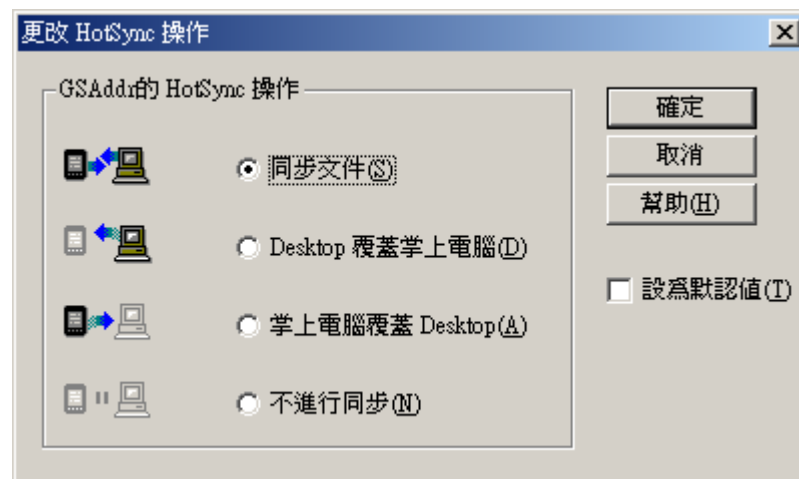 更改 HotSync 操作
GSAddr的 HotSync 操作
同步文件(S)
Desktop 覆蓋掌上電腦(D)
掌上電腦覆蓋 Desktop(A)
不進行同步(N)
確定
取消
幫助(H)
設爲默認值(T)